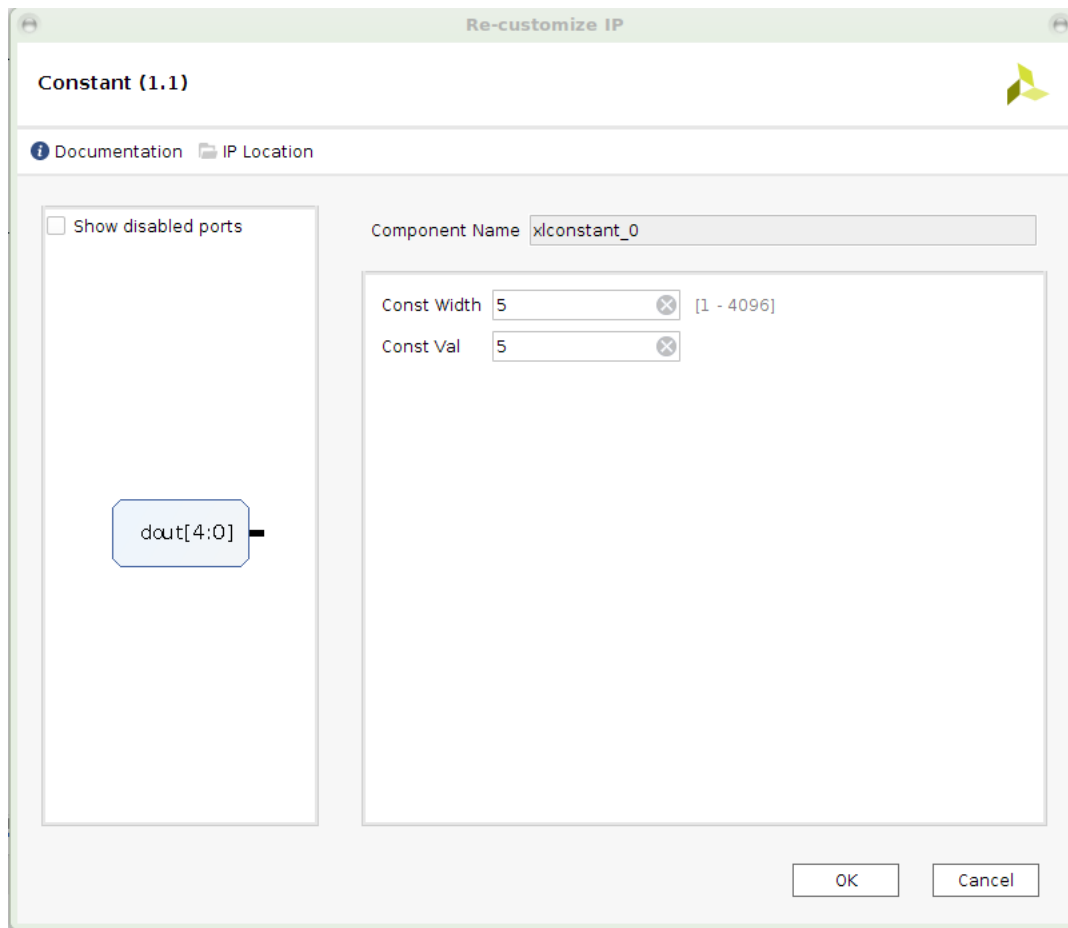 Re-customize IP
Constant (1.1)
Documentation IP Location
Show disabled ports
Component Name xlconstant_0
Const Width 5 [1 - 4096]
Const Val 5
dout[4:0]
OK Cancel